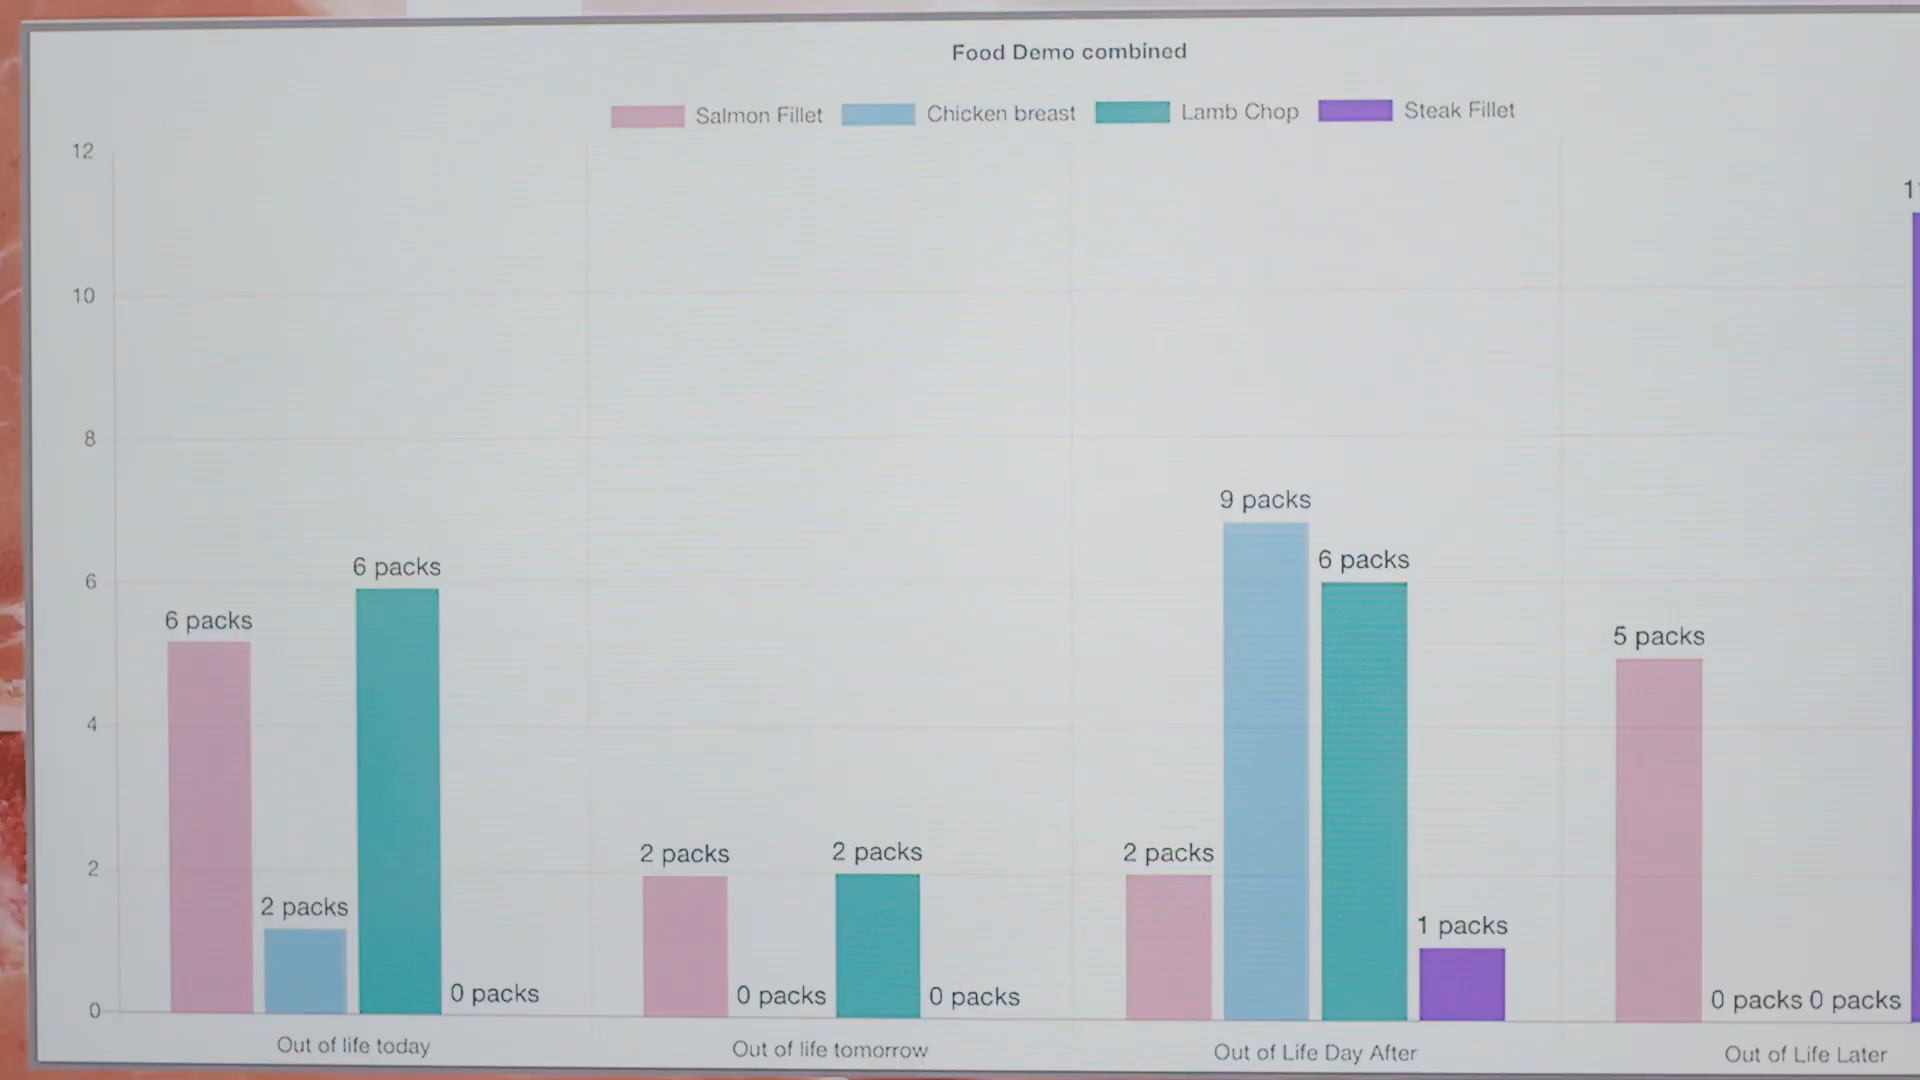 Food Demo combined
Salmon Fillet Chicken breast Lamb Chop Steak Fillet
12
10
8
6
4
2
0
6 packs
2 packs
6 packs
0 packs
2 packs
0 packs
2 packs
0 packs
2 packs
9 packs
6 packs
1 packs
5 packs
0 packs
0 packs
Out of life today
Out of life tomorrow
Out of Life Day After
Out of Life Later